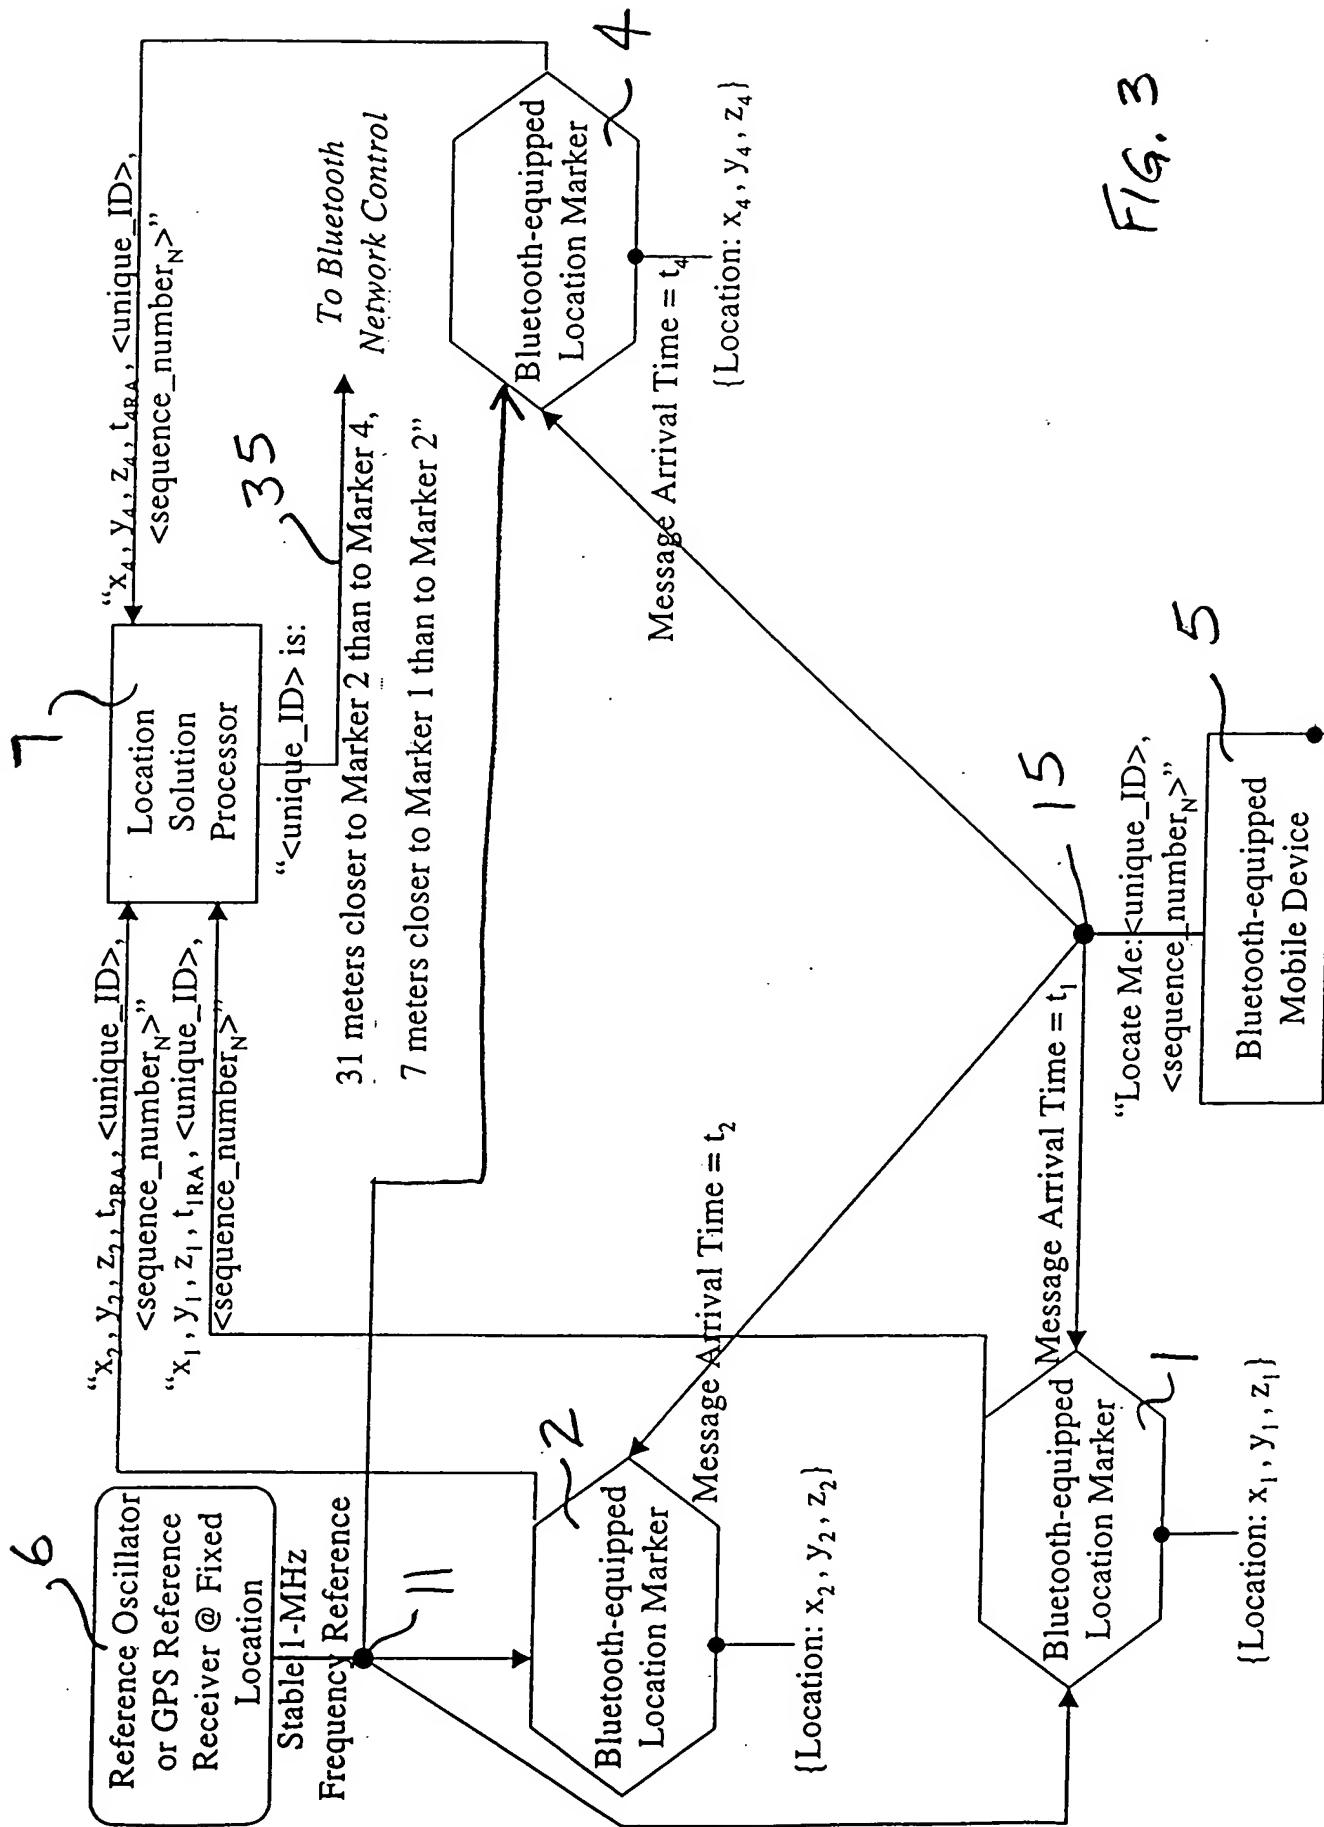 6
Reference Oscillator
or GPS Reference
Receiver @ Fixed
Location
Stable 1-MHz
Frequency Reference
11
“x₂, y₂, z₂, t₂RA, <unique_ID>,
<sequence_numberN>”
“x₁, y₁, z₁, t₁RA, <unique_ID>,
<sequence_numberN>”
7
Location
Solution
Processor
“<unique_ID> is:
31 meters closer to Marker 2 than to Marker 4,
7 meters closer to Marker 1 than to Marker 2”
35
To Bluetooth
Network Control
“x₄, y₄, z₄, t₄RA, <unique_ID>,
<sequence_numberN>”
2
Bluetooth-equipped
Location Marker
Message Arrival Time = t₂
{Location: x₂, y₂, z₂}
4
Bluetooth-equipped
Location Marker
Message Arrival Time = t₄
{Location: x₄, y₄, z₄}
1
Bluetooth-equipped
Location Marker
Message Arrival Time = t₁
{Location: x₁, y₁, z₁}
15
“Locate Me:<unique_ID>,
<sequence_numberN>”
5
Bluetooth-equipped
Mobile Device
FIG. 3